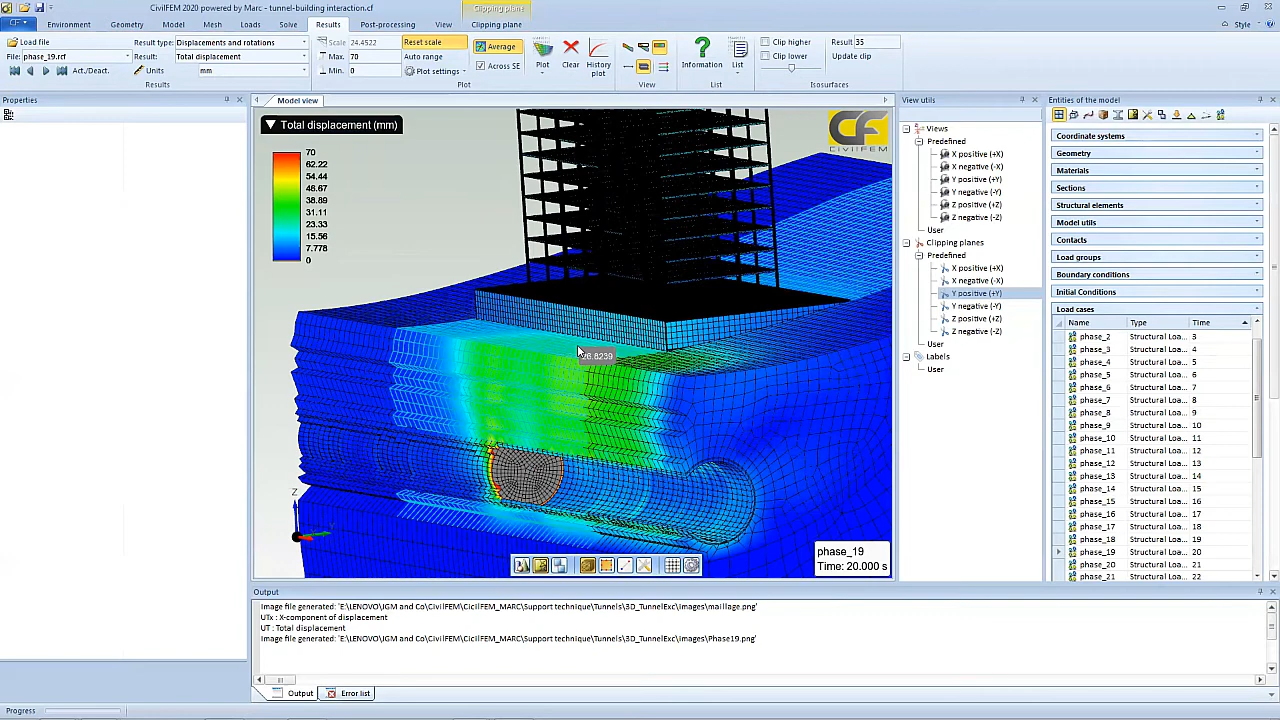 CivilFEM 2020 powered by Marc - tunnel-building interaction.cf
Clipping plane
CF
Environment
Geometry
Model
Mesh
Loads
Solve
Results
Post-processing
View
Clipping plane
Style
Load file
Result type: Displacements and rotations
Scale 24.4522
Reset scale
Average
Clip higher
Result 35
File: phase_19.rcf
Result: Total displacement
Max. 70
Auto range
Across SE
Clip lower
Update clip
Act./Deact.
Units mm
Min. 0
Plot settings
Plot
Clear
History plot
Information
List
Results
Plot
View
List
Isosurfaces
Properties
Model view
View utils
Entities of the model
Total displacement (mm)
70
62.22
54.44
46.67
38.89
31.11
23.33
15.56
7.778
0
CIVILFEM
26.8239
Z
phase_19
Time: 20.000 s
Views
Predefined
X positive (+X)
X negative (-X)
Y positive (+Y)
Y negative (-Y)
Z positive (+Z)
Z negative (-Z)
User
Clipping planes
Predefined
X positive (+X)
X negative (-X)
Y positive (+Y)
Y negative (-Y)
Z positive (+Z)
Z negative (-Z)
User
Labels
User
Coordinate systems
Geometry
Materials
Sections
Structural elements
Model utils
Contacts
Load groups
Boundary conditions
Initial Conditions
Load cases
Name Type Time
phase_2 Structural Loa... 3
phase_3 Structural Loa... 4
phase_4 Structural Loa... 5
phase_5 Structural Loa... 6
phase_6 Structural Loa... 7
phase_7 Structural Loa... 8
phase_8 Structural Loa... 9
phase_9 Structural Loa... 10
phase_10 Structural Loa... 11
phase_11 Structural Loa... 12
phase_12 Structural Loa... 13
phase_13 Structural Loa... 14
phase_14 Structural Loa... 15
phase_15 Structural Loa... 16
phase_16 Structural Loa... 17
phase_17 Structural Loa... 18
phase_18 Structural Loa... 19
phase_19 Structural Loa... 20
phase_20 Structural Loa... 21
phase_21 Structural Loa... 22
Output
Image file generated: 'E:\LENOVO\IGM and Co\CivilFEM\CicilFEM_MARC\Support technique\Tunnels\3D_TunnelExc\Images\maillage.png'
UTx : X-component of displacement
UT : Total displacement
Image file generated: 'E:\LENOVO\IGM and Co\CivilFEM\CicilFEM_MARC\Support technique\Tunnels\3D_TunnelExc\Images\Phase19.png'
Output
Error list
Progress